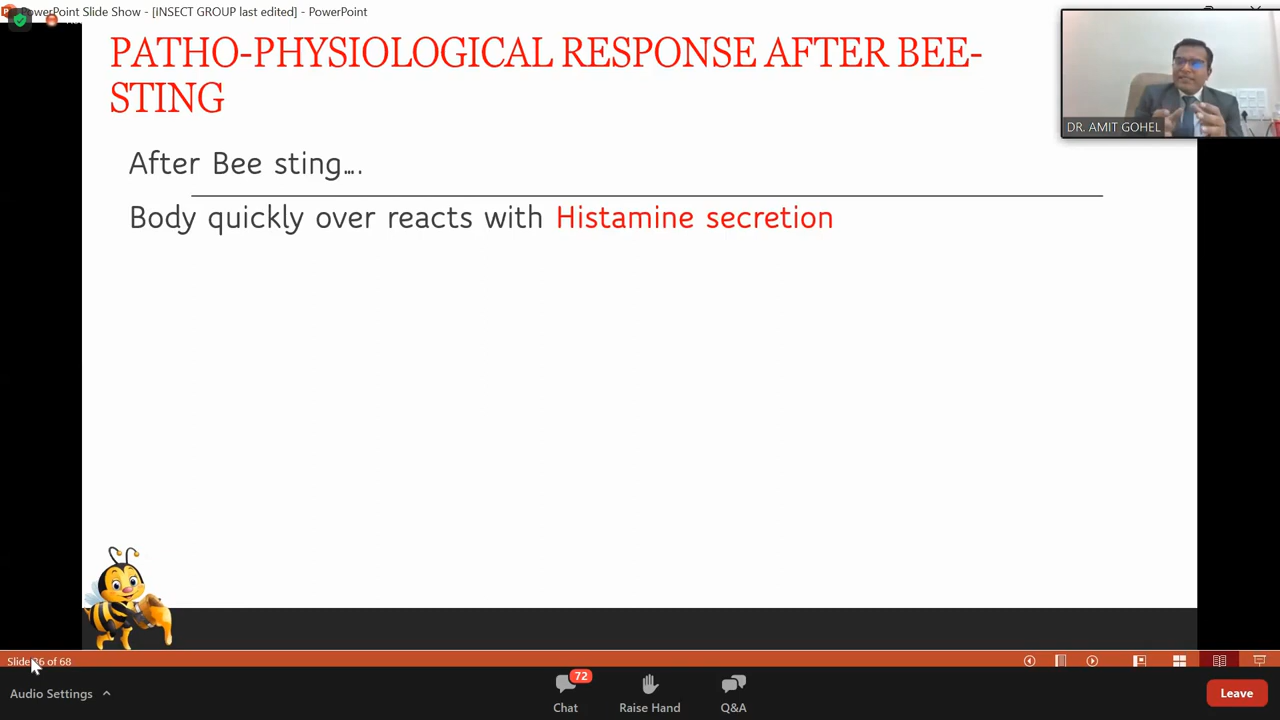 PowerPoint Slide Show - [INSECT GROUP last edited] - PowerPoint
PATHO-PHYSIOLOGICAL RESPONSE AFTER BEE-
STING
DR. AMIT GOHEL
After Bee sting….
Body quickly over reacts with Histamine secretion
Slide 26 of 68
Audio Settings
72
Chat
Raise Hand
Q&A
Leave